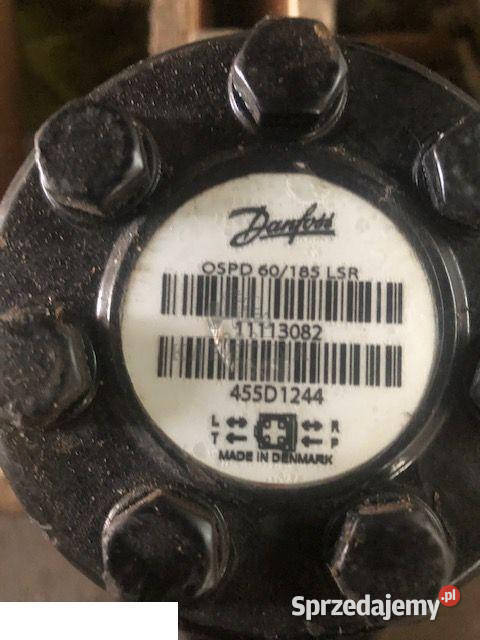 Danfoss
OSPD 60/185 LSR
11113082
455D1244
L R
T P
MADE IN DENMARK
Sprzedajemy.pl